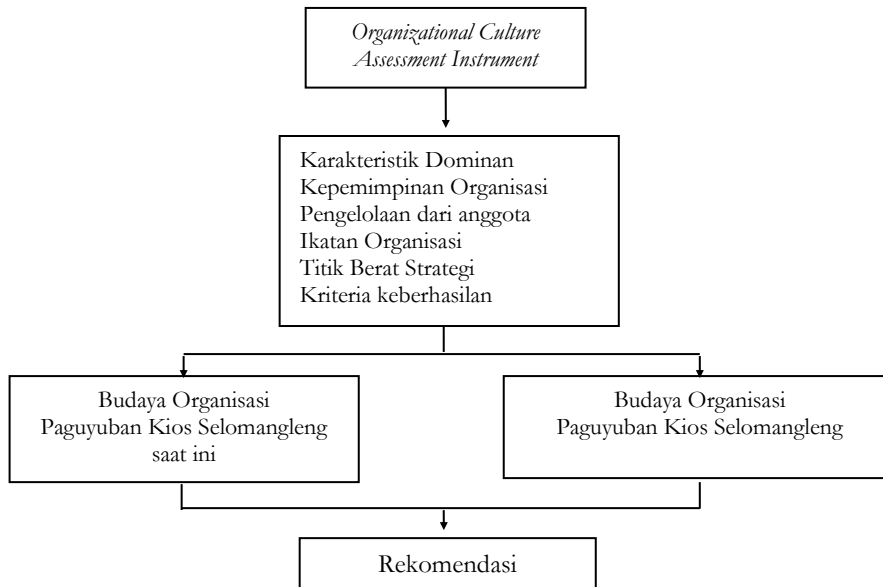 Organizational Culture
Assessment Instrument
Karakteristik Dominan
Kepemimpinan Organisasi
Pengelolaan dari anggota
Ikatan Organisasi
Titik Berat Strategi
Kriteria keberhasilan
Budaya Organisasi
Paguyuban Kios Selomangleng
saat ini
Budaya Organisasi
Paguyuban Kios Selomangleng
Rekomendasi